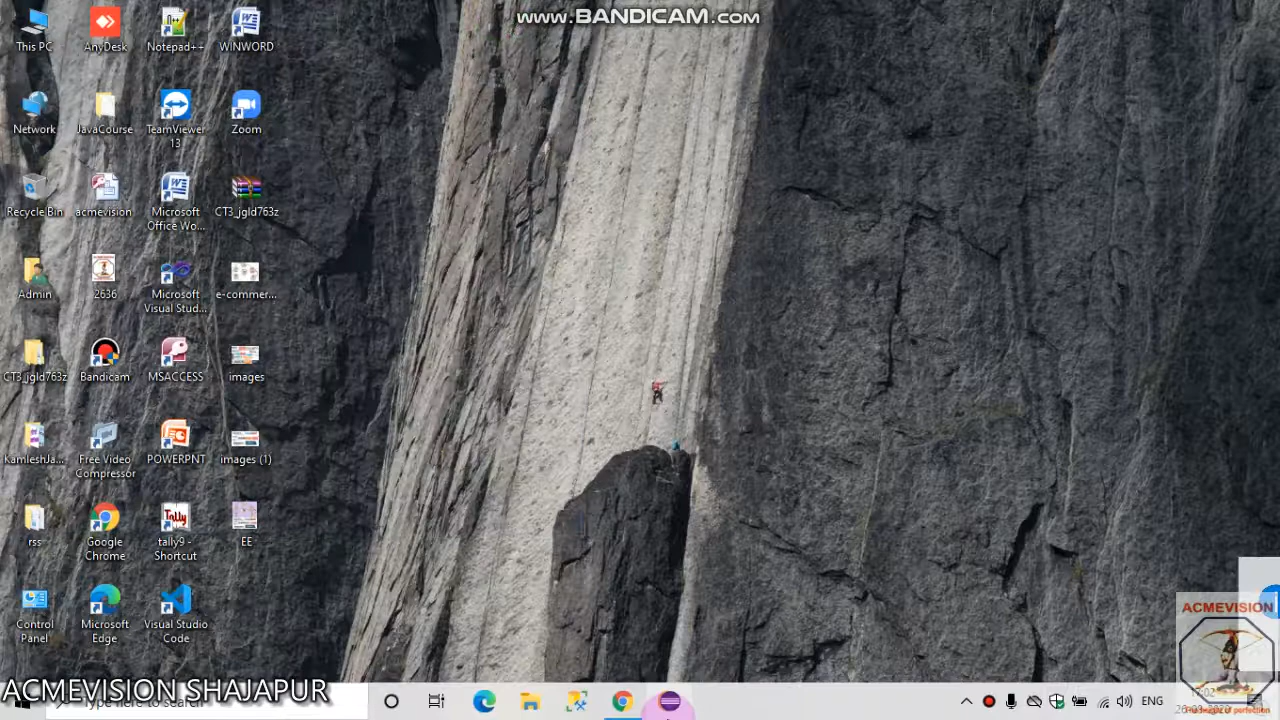 www.BANDICAM.com
This PC
AnyDesk
Notepad++
WINWORD
Network
JavaCourse
TeamViewer 13
Zoom
Recycle Bin
acmevision
Microsoft Office Wo...
CT3_jgld763z
Admin
2636
Microsoft Visual Stud...
e-commer...
CT3_jgld763z
Bandicam
MSACCESS
images
KamleshJa...
Free Video Compressor
POWERPNT
images (1)
rss
Google Chrome
tally9 - Shortcut
EE
Control Panel
Microsoft Edge
Visual Studio Code
ACMEVISION
ACMEVISION SHAJAPUR
Type here to search
ENG
17:02